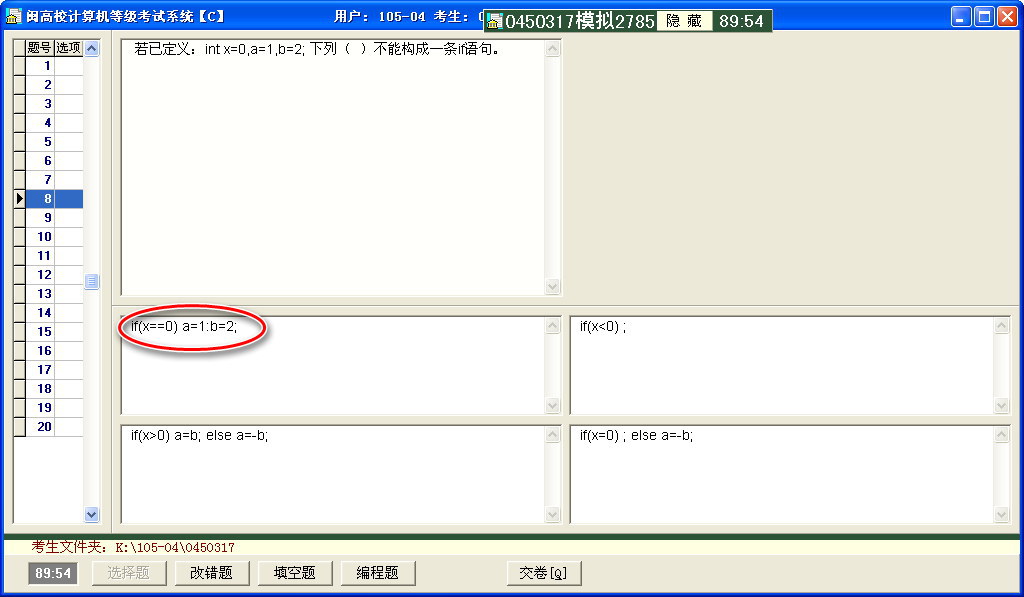 闽高校计算机等级考试系统【C】 用户: 105-04 考生:
0450317模拟2785 隐 藏 89:54
题号 选项
1
2
3
4
5
6
7
8
9
10
11
12
13
14
15
16
17
18
19
20
若已定义：int x=0,a=1,b=2; 下列（ ）不能构成一条if语句。
if(x==0) a=1:b=2;
if(x<0) ;
if(x>0) a=b; else a=-b;
if(x=0) ; else a=-b;
考生文件夹: K:\105-04\0450317
89:54 选择题 改错题 填空题 编程题 交卷[Q]